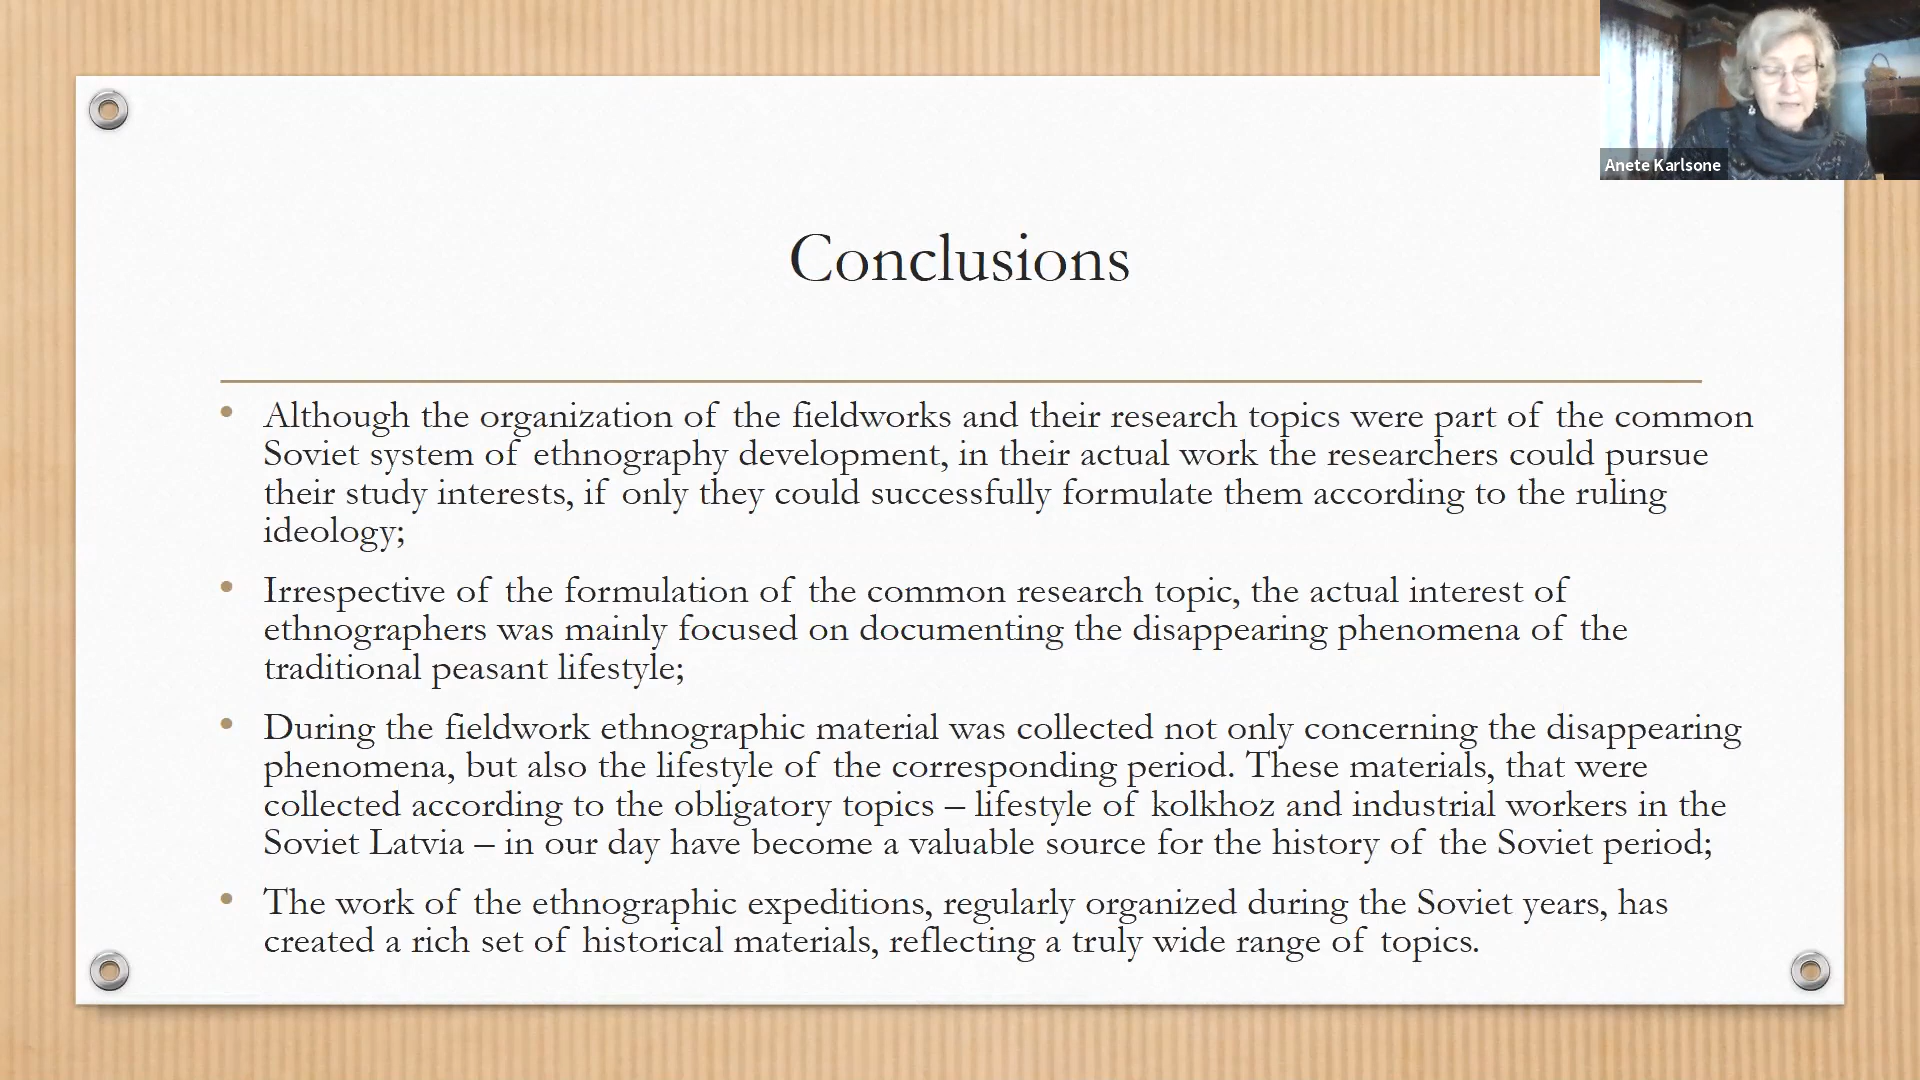 Anete Karlsone
Conclusions
• Although the organization of the fieldworks and their research topics were part of the common
Soviet system of ethnography development, in their actual work the researchers could pursue
their study interests, if only they could successfully formulate them according to the ruling
ideology;
• Irrespective of the formulation of the common research topic, the actual interest of
ethnographers was mainly focused on documenting the disappearing phenomena of the
traditional peasant lifestyle;
• During the fieldwork ethnographic material was collected not only concerning the disappearing
phenomena, but also the lifestyle of the corresponding period. These materials, that were
collected according to the obligatory topics – lifestyle of kolkhoz and industrial workers in the
Soviet Latvia – in our day have become a valuable source for the history of the Soviet period;
• The work of the ethnographic expeditions, regularly organized during the Soviet years, has
created a rich set of historical materials, reflecting a truly wide range of topics.